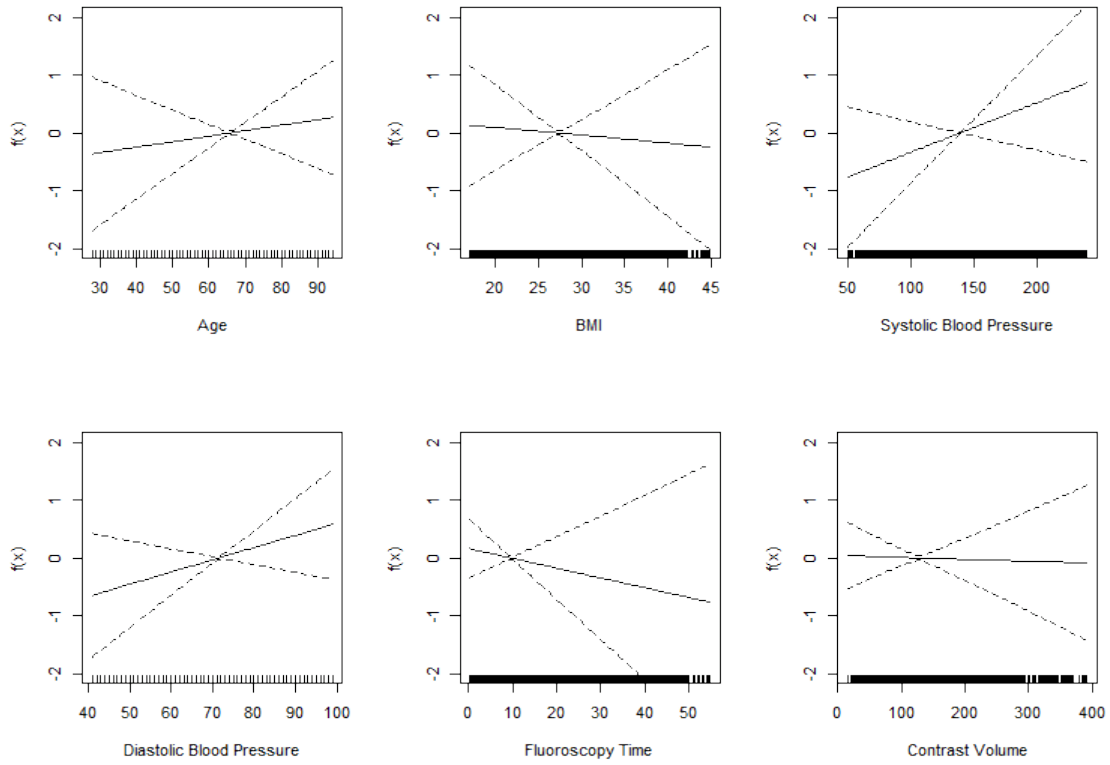 2
1
0
-1
-2
f(x)
30 40 50 60 70 80 90
Age
2
1
0
-1
-2
f(x)
20 25 30 35 40 45
BMI
2
1
0
-1
-2
f(x)
50 100 150 200
Systolic Blood Pressure
2
1
0
-1
-2
f(x)
40 50 60 70 80 90 100
Diastolic Blood Pressure
2
1
0
-1
-2
f(x)
0 10 20 30 40 50
Fluoroscopy Time
2
1
0
-1
-2
f(x)
0 100 200 300 400
Contrast Volume